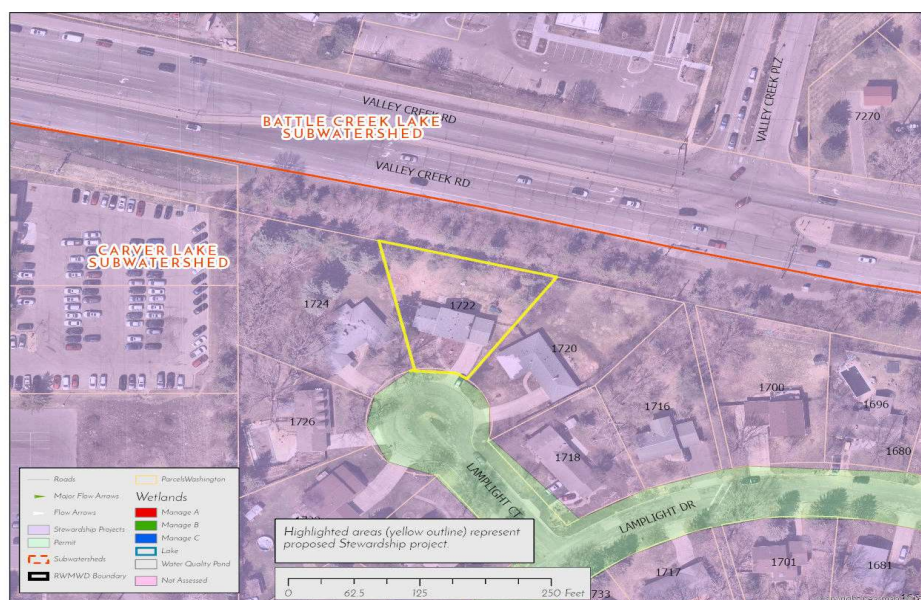 VALLEY CREEK RD
VALLEY CREEK PLZ
BATTLE CREEK LAKE
SUBWATERSHED
7270
VALLEY CREEK RD
CARVER LAKE
SUBWATERSHED
1724
1722
1720
1726
1716
1700
1696
1680
1718
LAMPLIGHT CT
LAMPLIGHT DR
1717
1701
1681
733
Roads
Major Flow Arrows
Flow Arrows
Stewardship Projects
Permit
Subwatersheds
RWMWD Boundary
ParcelsWashington
Wetlands
Manage A
Manage B
Manage C
Lake
Water Quality Pond
Not Assessed
Highlighted areas (yellow outline) represent
proposed Stewardship project.
0 62.5 125 250 Feet